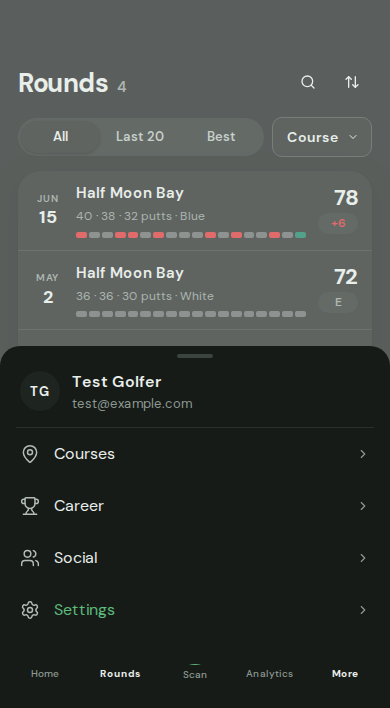 Rounds 4
All Last 20 Best Course
JUN
15
Half Moon Bay
40 · 38 · 32 putts · Blue
78
+6
MAY
2
Half Moon Bay
36 · 36 · 30 putts · White
72
E
TG
Test Golfer
test@example.com
Courses
Career
Social
Settings
Home Rounds Scan Analytics More